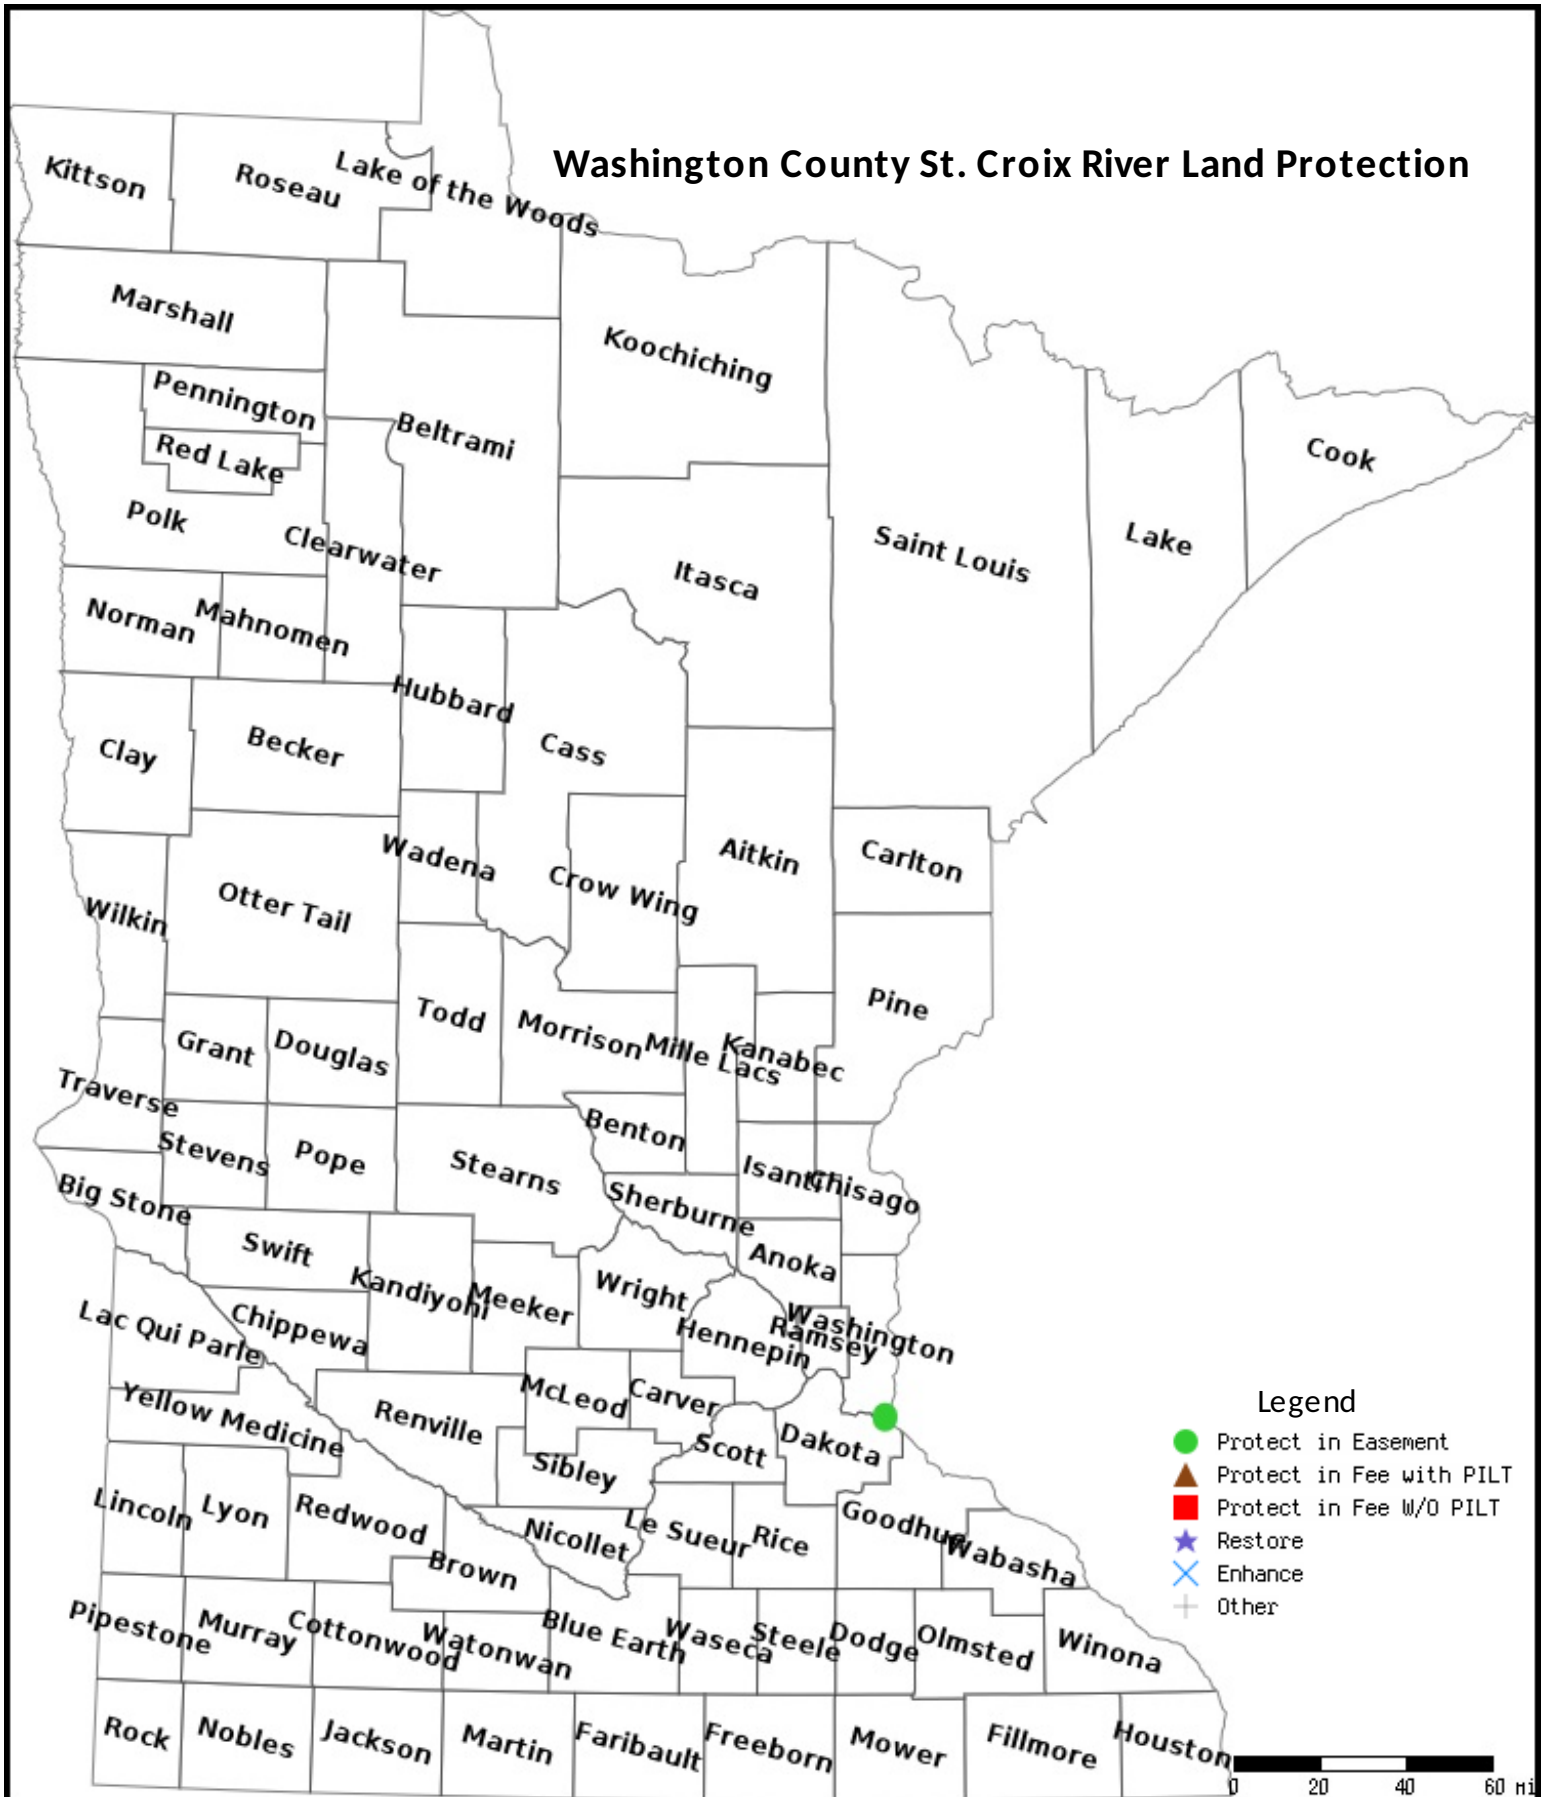 Washington County St. Croix River Land Protection
Kittson
Roseau
Lake of the Woods
Marshall
Koochiching
Pennington
Beltrami
Red Lake
Cook
Polk
Clearwater
Saint Louis
Lake
Itasca
Norman
Mahnomen
Hubbard
Clay
Becker
Cass
Wadena
Aitkin
Carlton
Crow Wing
Otter Tail
Wilkin
Pine
Todd
Morrison
Mille Lacs
Kanabec
Grant
Douglas
Traverse
Benton
Stevens
Pope
Stearns
Isanti
Chisago
Big Stone
Sherburne
Swift
Anoka
Kandiyohi
Meeker
Wright
Washington
Ramsey
Hennepin
Lac Qui Parle
Chippewa
McLeod
Carver
Yellow Medicine
Renville
Scott
Dakota
Sibley
Lincoln
Lyon
Redwood
Nicollet
Le Sueur
Rice
Goodhue
Wabasha
Brown
Pipestone
Murray
Cottonwood
Watonwan
Blue Earth
Waseca
Steele
Dodge
Olmsted
Winona
Rock
Nobles
Jackson
Martin
Faribault
Freeborn
Mower
Fillmore
Houston
Legend
Protect in Easement
Protect in Fee with PILT
Protect in Fee W/O PILT
Restore
Enhance
Other
0 20 40 60 mi